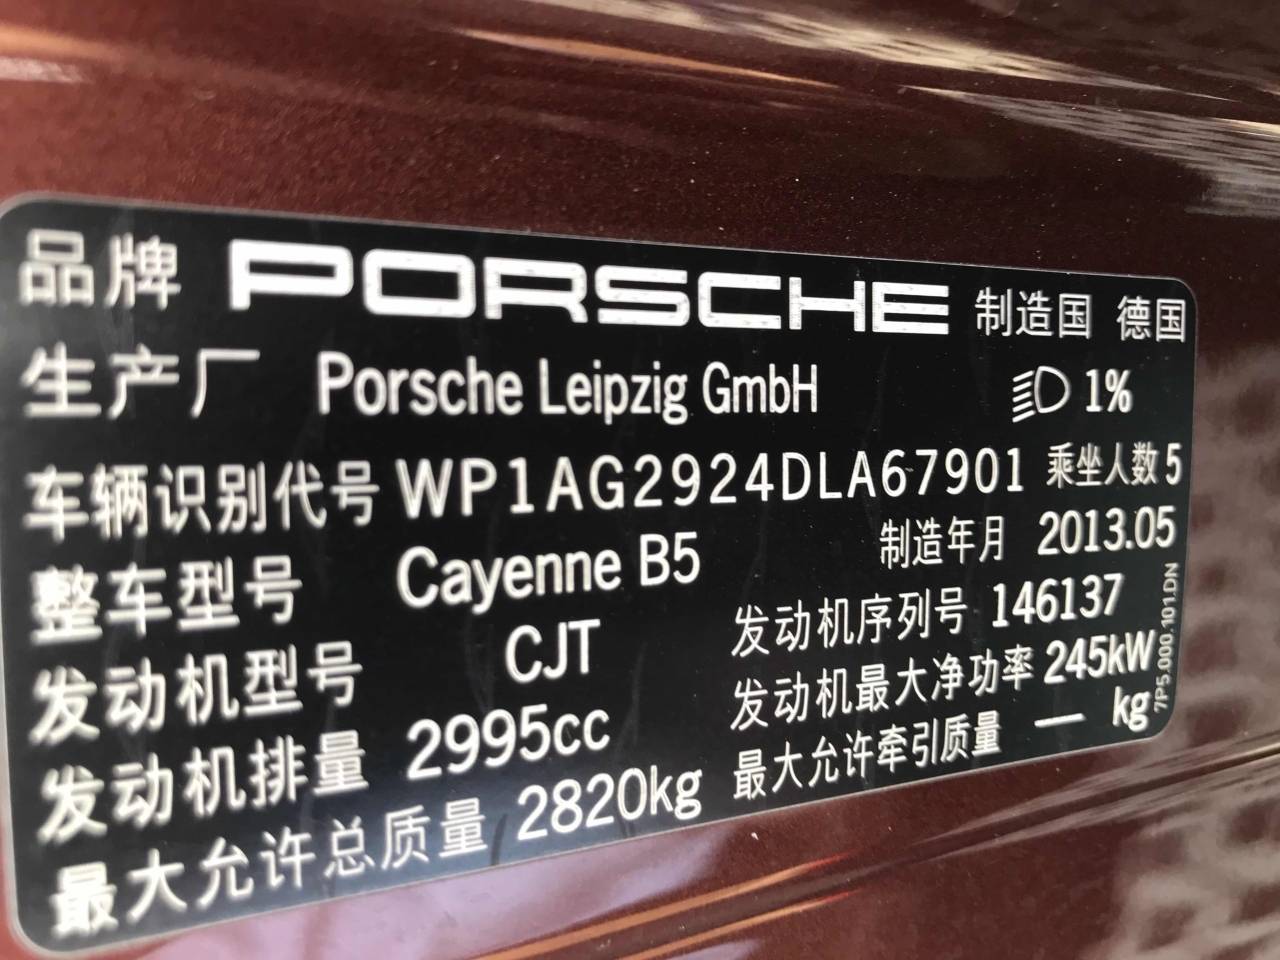 品牌 PORSCHE 制造国 德国
生产厂 Porsche Leipzig GmbH 1%
车辆识别代号 WP1AG2924DLA67901 乘坐人数 5
整车型号 Cayenne B5 制造年月 2013.05
发动机型号 CJT 发动机序列号 146137
发动机排量 2995cc 发动机最大净功率 245kW
最大允许总质量 2820kg 最大允许牵引质量 — kg
7P5.000.101.DN